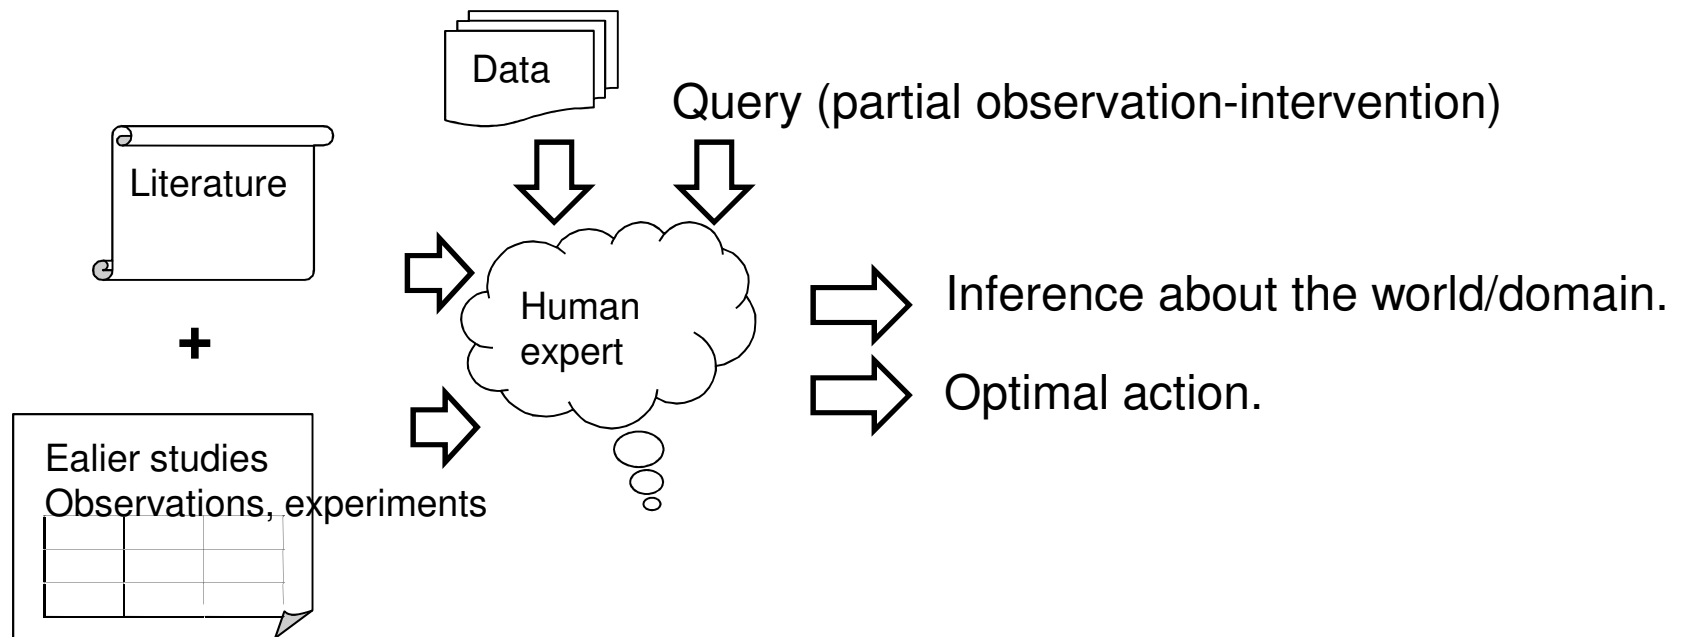 Data
Query (partial observation-intervention)
Literature
Human
expert
Inference about the world/domain.
+
Optimal action.
Ealier studies
Observations, experiments